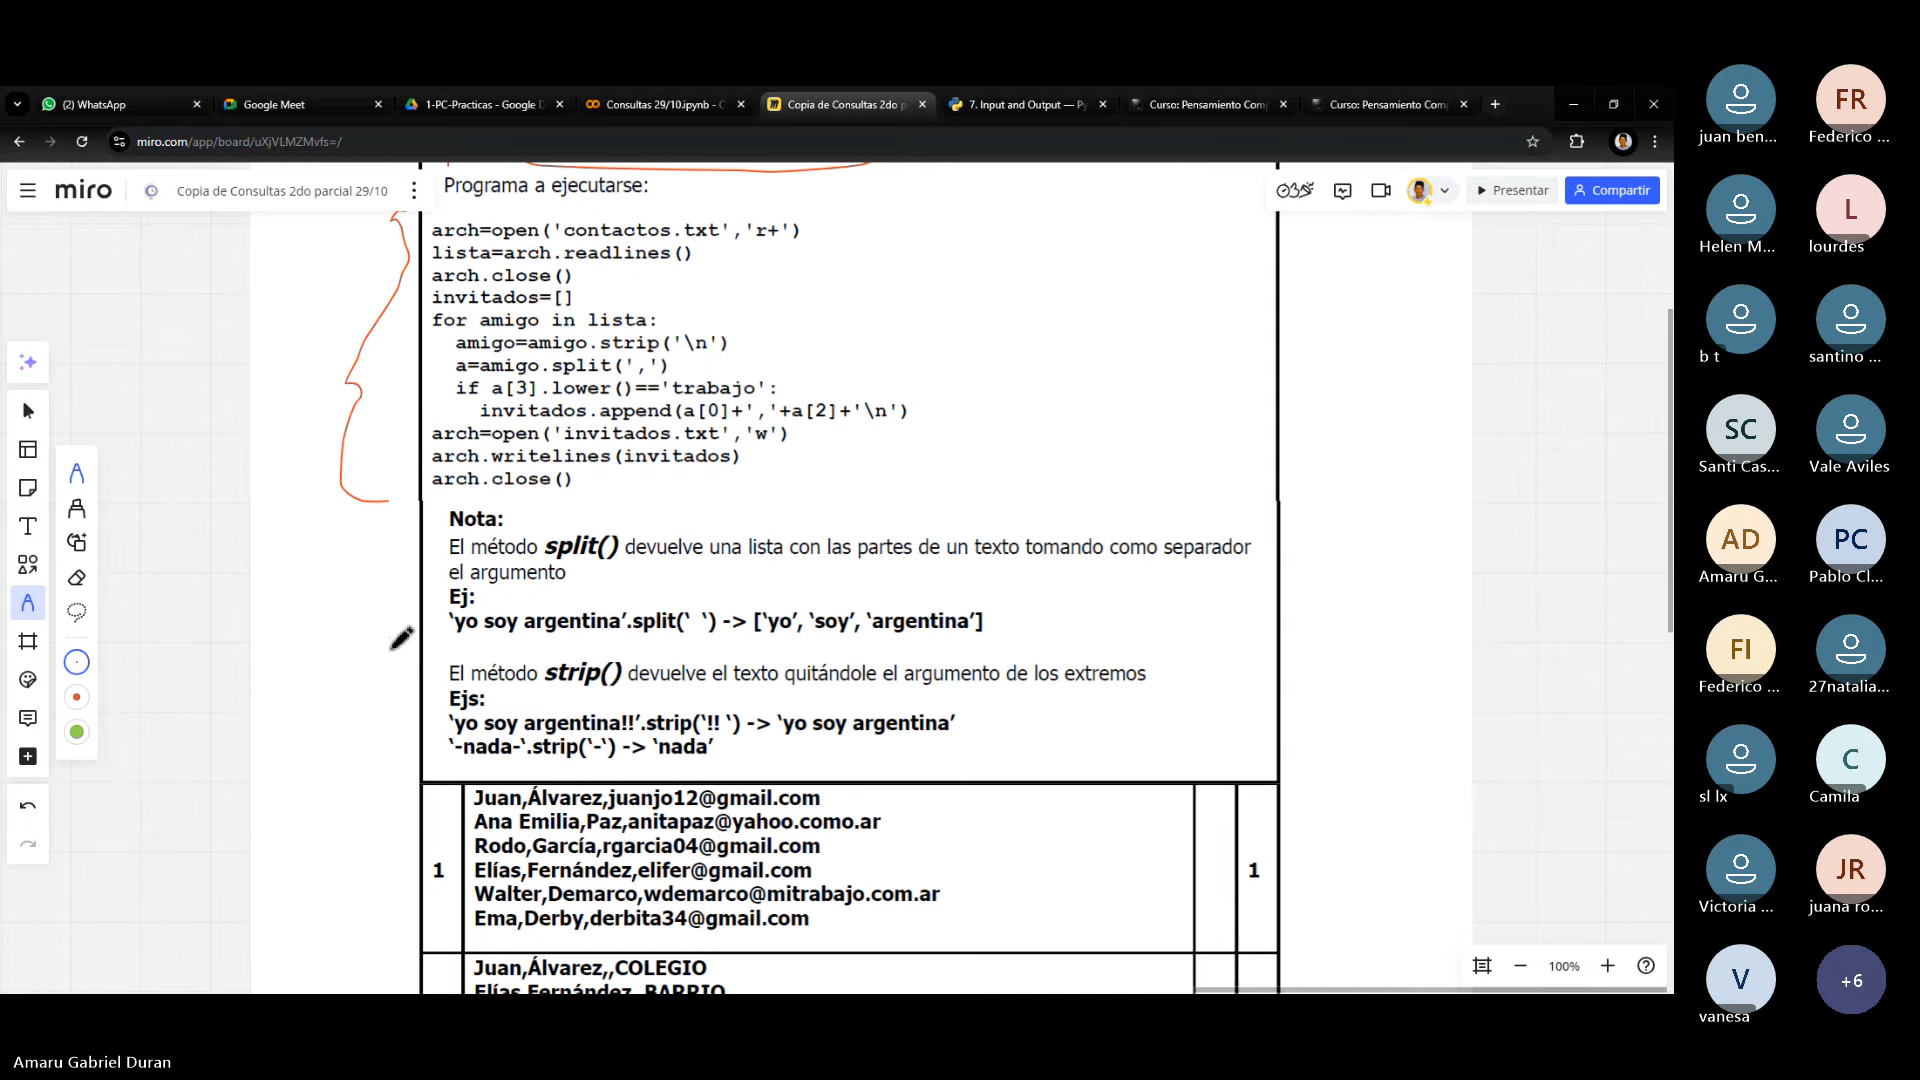 (2) WhatsApp
Google Meet
1-PC-Practicas - Google D
Consultas 29/10.ipynb - C
Copia de Consultas 2do p
7. Input and Output — Py
Curso: Pensamiento Comp
Curso: Pensamiento Comp
miro.com/app/board/uXjVLMZMvfs=/
miro
Copia de Consultas 2do parcial 29/10
Presentar
Compartir
Programa a ejecutarse:
arch=open('contactos.txt','r+')
lista=arch.readlines()
arch.close()
invitados=[]
for amigo in lista:
amigo=amigo.strip('\n')
a=amigo.split(',')
if a[3].lower()=='trabajo':
invitados.append(a[0]+','+a[2]+'\n')
arch=open('invitados.txt','w')
arch.writelines(invitados)
arch.close()
Nota:
El método split() devuelve una lista con las partes de un texto tomando como separador
el argumento
Ej:
‘yo soy argentina’.split(‘ ‘) -> [‘yo’, ‘soy’, ‘argentina’]
El método strip() devuelve el texto quitándole el argumento de los extremos
Ejs:
‘yo soy argentina!!’.strip(‘!! ‘) -> ‘yo soy argentina’
‘-nada-‘.strip(‘-‘) -> ‘nada’
1
Juan,Álvarez,juanjo12@gmail.com
Ana Emilia,Paz,anitapaz@yahoo.como.ar
Rodo,García,rgarcia04@gmail.com
Elías,Fernández,elifer@gmail.com
Walter,Demarco,wdemarco@mitrabajo.com.ar
Ema,Derby,derbita34@gmail.com
1
Juan,Álvarez,,COLEGIO
Elías,Fernández,,BARRIO
100%
juan ben...
FR
Federico ...
Helen M...
L
lourdes
b t
santino ...
SC
Santi Cas...
Vale Aviles
AD
Amaru G...
PC
Pablo Cl...
FI
Federico ...
27natalia...
sl lx
C
Camila
Victoria ...
JR
juana ro...
V
vanesa
+6
Amaru Gabriel Duran